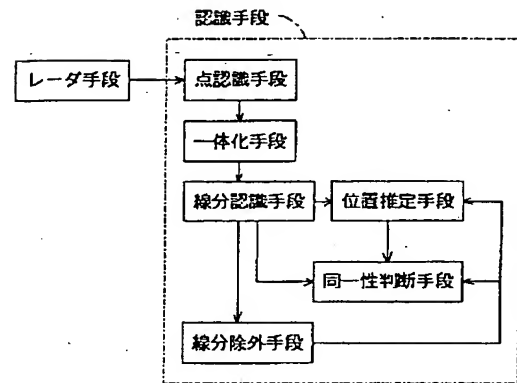 認識手段
レーダ手段
点認識手段
一体化手段
線分認識手段
位置推定手段
同一性判断手段
線分除外手段